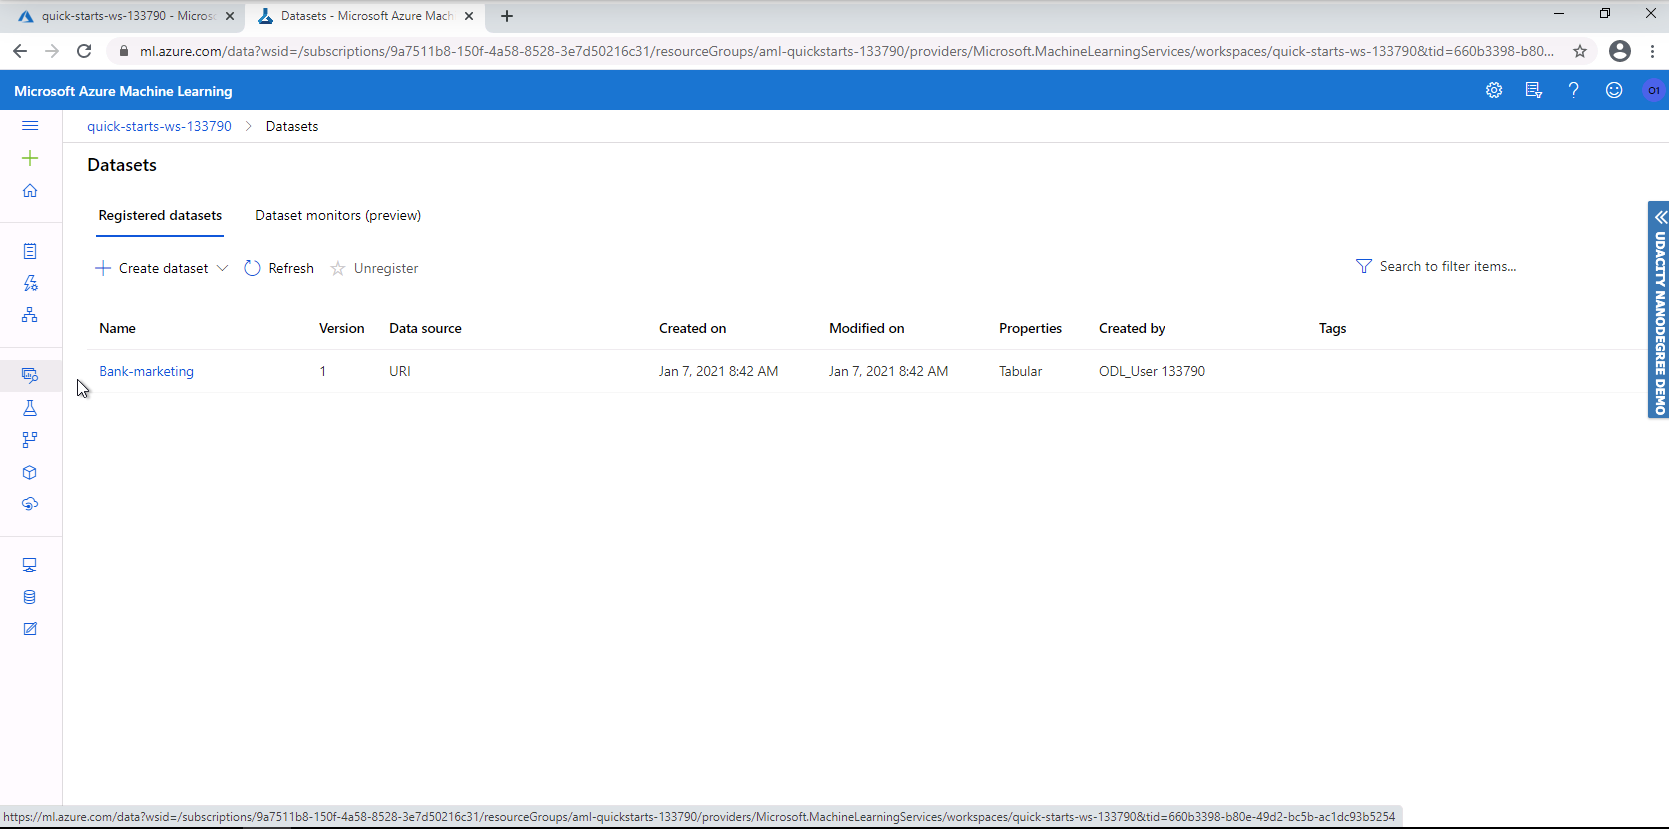 quick-starts-ws-133790 - Micros
Datasets - Microsoft Azure Mach
ml.azure.com/data?wsid=/subscriptions/9a7511b8-150f-4a58-8528-3e7d50216c31/resourceGroups/aml-quickstarts-133790/providers/Microsoft.MachineLearningServices/workspaces/quick-starts-ws-133790&tid=660b3398-b80...
Microsoft Azure Machine Learning
O1
quick-starts-ws-133790 > Datasets
Datasets
Registered datasets Dataset monitors (preview)
Create dataset Refresh Unregister Search to filter items...
Name Version Data source Created on Modified on Properties Created by Tags
Bank-marketing 1 URI Jan 7, 2021 8:42 AM Jan 7, 2021 8:42 AM Tabular ODL_User 133790
UDACITY NANODEGREE DEMO
https://ml.azure.com/data?wsid=/subscriptions/9a7511b8-150f-4a58-8528-3e7d50216c31/resourceGroups/aml-quickstarts-133790/providers/Microsoft.MachineLearningServices/workspaces/quick-starts-ws-133790&tid=660b3398-b80e-49d2-bc5b-ac1dc93b5254